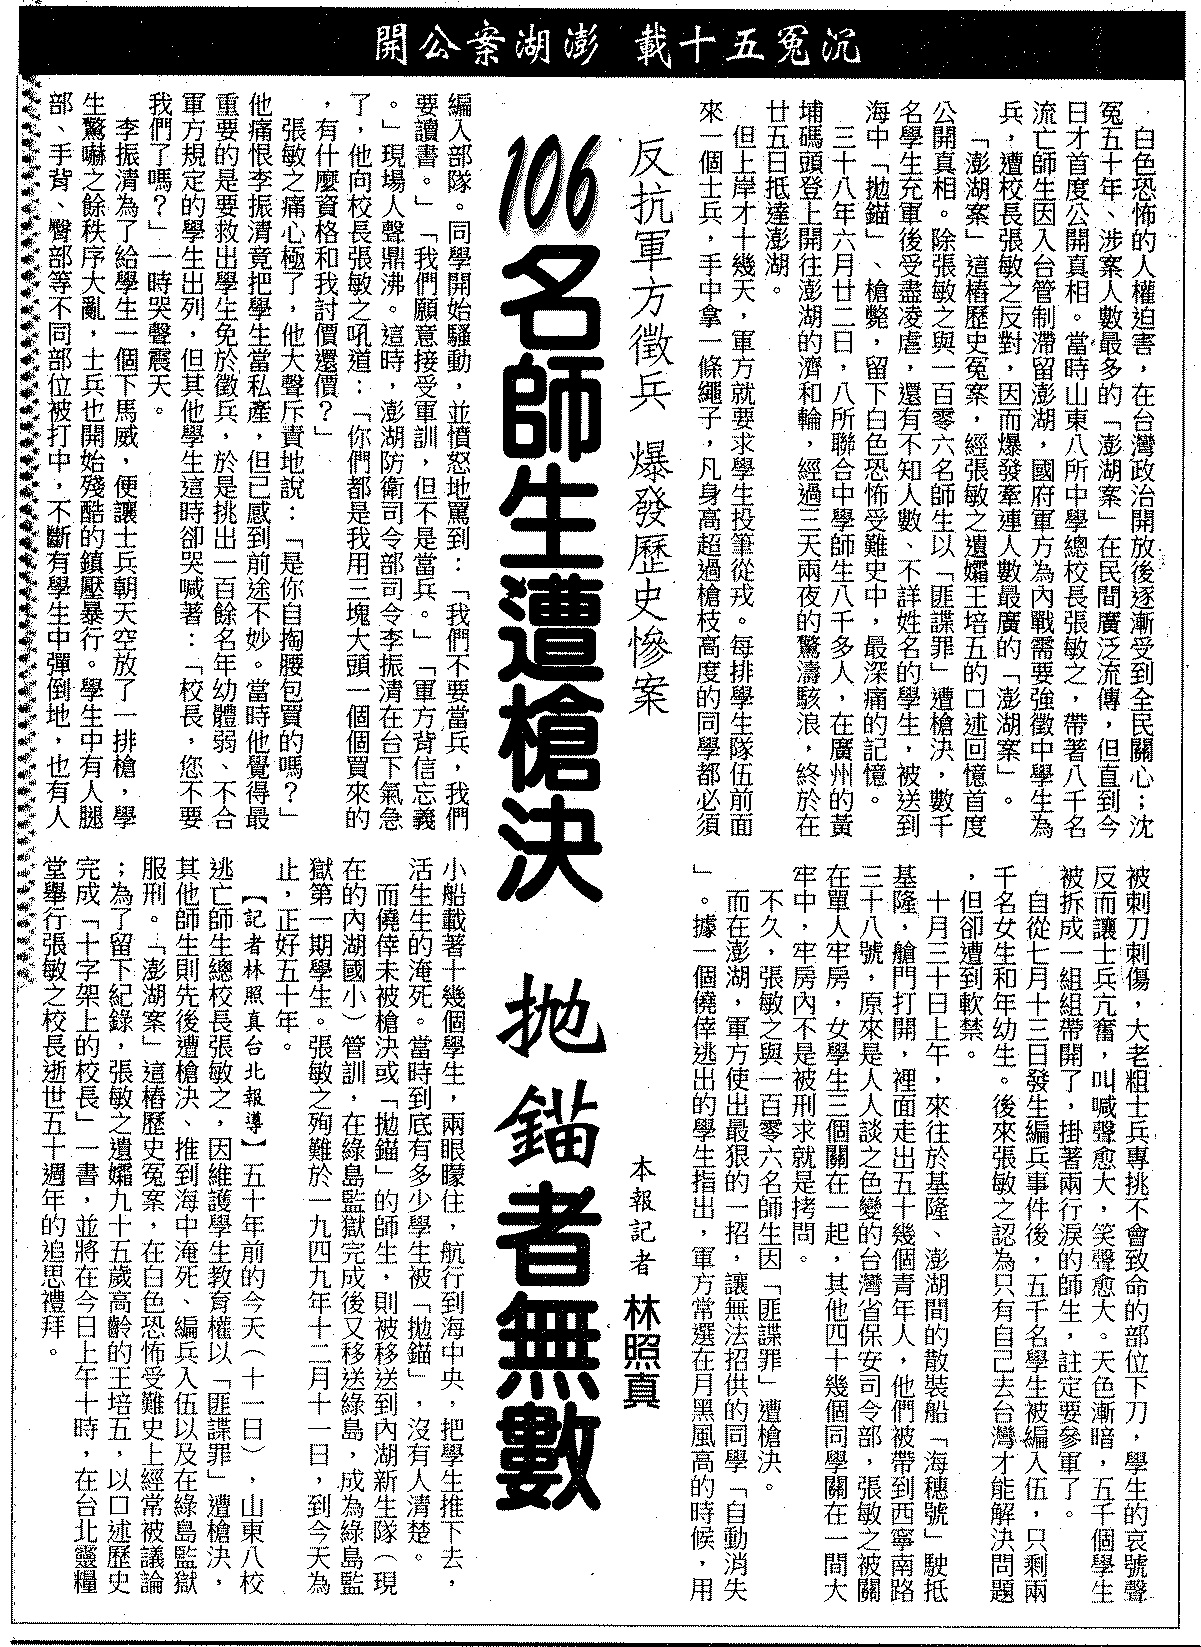 沉冤五十載 澎湖案公開
反抗軍方徵兵 爆發歷史慘案
106名師生遭槍決 拋錨者無數
本報記者 林照真
白色恐怖的人權迫害，在台灣政治開放後逐漸受到全民關心；沈
冤五十年、涉案人數最多的「澎湖案」在民間廣泛流傳，但直到今
日才首度公開真相。當時山東八所中學總校長張敏之，帶著八千名
流亡師生因入台管制滯留澎湖，國府軍方為內戰需要強徵中學生為
兵，遭校長張敏之反對，因而爆發牽連人數最廣的「澎湖案」。
「澎湖案」這樁歷史冤案，經張敏之遺孀王培五的口述回憶首度
公開真相。除張敏之與一百零六名師生以「匪諜罪」遭槍決，數千
名學生充軍後受盡凌虐，還有不知人數、不詳姓名的學生，被送到
海中「拋錨」、槍斃，留下白色恐怖受難史中，最深痛的記憶。
三十八年六月廿二日，八所聯合中學師生八千多人，在廣州的黃
埔碼頭登上開往澎湖的濟和輪，經過三天兩夜的驚濤駭浪，終於在
廿五日抵達澎湖。
但上岸才十幾天，軍方就要求學生投筆從戎。每排學生隊伍前面
來一個士兵，手中拿一條繩子，凡身高超過槍枝高度的同學都必須
編入部隊。同學開始騷動，並憤怒地罵到：「我們不要當兵，我們
要讀書。」「我們願意接受軍訓，但不是當兵。」「軍方背信忘義
。」現場人聲鼎沸。這時，澎湖防衛司令部司令李振清在台下氣急
了，他向校長張敏之吼道：「你們都是我用三塊大頭一個個買來的
，有什麼資格和我討價還價？」
張敏之痛心極了，他大聲斥責地說：「是你自掏腰包買的嗎？」
他痛恨李振清竟把學生當私產，但已感到前途不妙。當時他覺得最
重要的是要救出學生免於徵兵，於是挑出一百餘名年幼體弱、不合
軍方規定的學生出列，但其他學生這時卻哭喊著：「校長，您不要
我們了嗎？」一時哭聲震天。
李振清為了給學生一個下馬威，便讓士兵朝天空放了一排槍，學
生驚嚇之餘秩序大亂，士兵也開始殘酷的鎮壓暴行。學生中有人腿
部、手背、臀部等不同部位被打中，不斷有學生中彈倒地，也有人
被刺刀刺傷，大老粗士兵專挑不會致命的部位下刀，學生的哀號聲
反而讓士兵亢奮，叫喊聲愈大，笑聲愈大。天色漸暗，五千個學生
被拆成一組組帶開了，掛著兩行淚的師生，註定要參軍了。
自從七月十三日發生編兵事件後，五千名學生被編入伍，只剩兩
千名女生和年幼生。後來張敏之認為只有自己去台灣才能解決問題
，但卻遭到軟禁。
十月三十日上午，來往於基隆、澎湖間的散裝船「海穗號」駛抵
基隆，艙門打開，裡面走出五十幾個青年人，他們被帶到西寧南路
三十八號，原來是人人談之色變的台灣省保安司令部，張敏之被關
在單人牢房，女學生三個關在一起，其他四十幾個同學關在一間大
牢中，牢房內不是被刑求就是拷問。
不久，張敏之與一百零六名師生因「匪諜罪」遭槍決。
而在澎湖，軍方使出最狠的一招，讓無法招供的同學「自動消失
」。據一個僥倖逃出的學生指出，軍方常選在月黑風高的時候，用
小船載著十幾個學生，兩眼矇住，航行到海中央，把學生推下去，
活生生的淹死。當時到底有多少學生被「拋錨」，沒有人清楚。
而僥倖未被槍決或「拋錨」的師生，則被移送到內湖新生隊（現
在的內湖國小）管訓，在綠島監獄完成後又移送綠島，成為綠島監
獄第一期學生。張敏之殉難於一九四九年十二月十一日，到今天為
止，正好五十年。
【記者林照真台北報導】五十年前的今天（十一日），山東八校
逃亡師生總校長張敏之，因維護學生教育權以「匪諜罪」遭槍決，
其他師生則先後遭槍決、推到海中淹死、編兵入伍以及在綠島監獄
服刑。「澎湖案」這樁歷史冤案，在白色恐怖受難史上經常被議論
；為了留下紀錄，張敏之遺孀九十五歲高齡的王培五，以口述歷史
完成「十字架上的校長」一書，並將在今日上午十時，在台北靈糧
堂舉行張敏之校長逝世五十週年的追思禮拜。